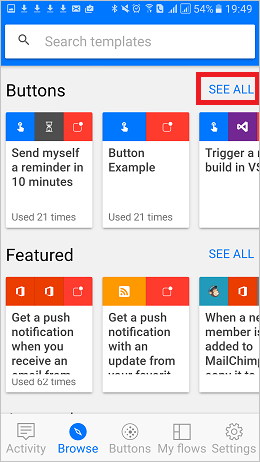 54% 19:49
Search templates
Buttons SEE ALL
Send myself
a reminder in
10 minutes
Used 21 times
Button
Example
Used 21 times
Trigger a
build in VS
Featured SEE ALL
Get a push
notification
when you
receive an
email from
Used 62 times
Get a push
notification
with an
update from
your favorit
When a ne
member is
added to
MailChimp
copy it to
Activity Browse Buttons My flows Settings